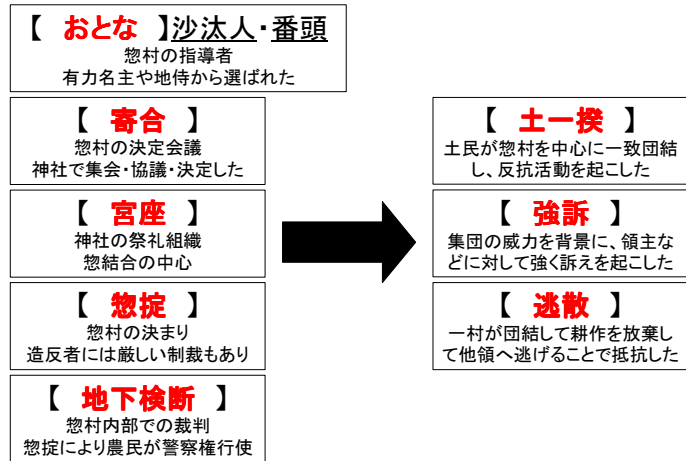 【 おとな 】沙汰人・番頭
惣村の指導者
有力名主や地侍から選ばれた
【 寄合 】
惣村の決定会議
神社で集会・協議・決定した
【 宮座 】
神社の祭礼組織
惣結合の中心
【 惣掟 】
惣村の決まり
造反者には厳しい制裁もあり
【 地下検断 】
惣村内部での裁判
惣掟により農民が警察権行使
【 土一揆 】
土民が惣村を中心に一致団結
し、反抗活動を起こした
【 強訴 】
集団の威力を背景に、領主な
どに対して強く訴えを起こした
【 逃散 】
一村が団結して耕作を放棄し
て他領へ逃げることで抵抗した